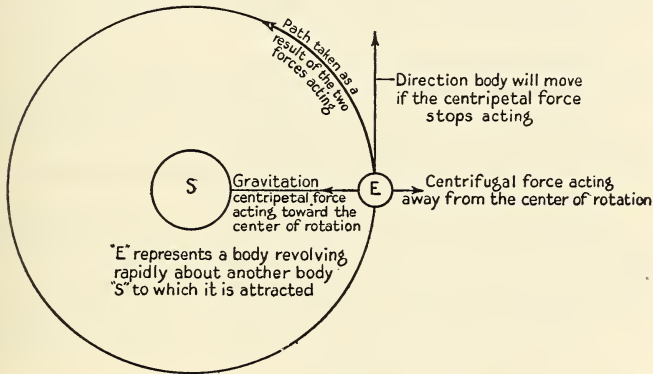 Path taken as a
result of the two
forces acting
Direction body will move
if the centripetal force
stops acting
S
Gravitation
centripetal force
acting toward the
center of rotation
E
Centrifugal force acting
away from the center of rotation
"E" represents a body revolving
rapidly about another body
"S" to which it is attracted